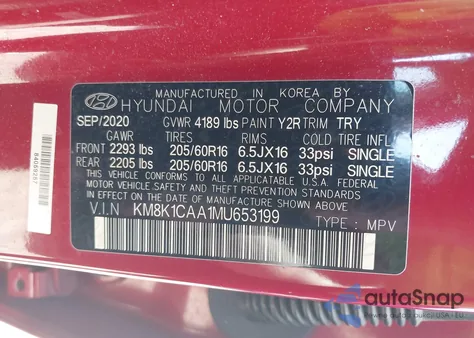 MANUFACTURED IN KOREA BY
HYUNDAI MOTOR COMPANY
SEP/2020 GVWR 4189 lbs PAINT Y2R TRIM TRY
GAWR TIRES RIMS COLD TIRE INFL.
FRONT 2293 lbs 205/60R16 6.5JX16 33psi SINGLE
REAR 2205 lbs 205/60R16 6.5JX16 33psi SINGLE
THIS VEHICLE CONFORMS TO ALL APPLICABLE U.S.A. FEDERAL
MOTOR VEHICLE SAFETY, BUMPER, AND THEFT PREVENTION
STANDARDS IN EFFECT ON THE DATE OF MANUFACTURE SHOWN ABOVE.
V.I.N KM8K1CAA1MU653199
TYPE : MPV
autoSnap